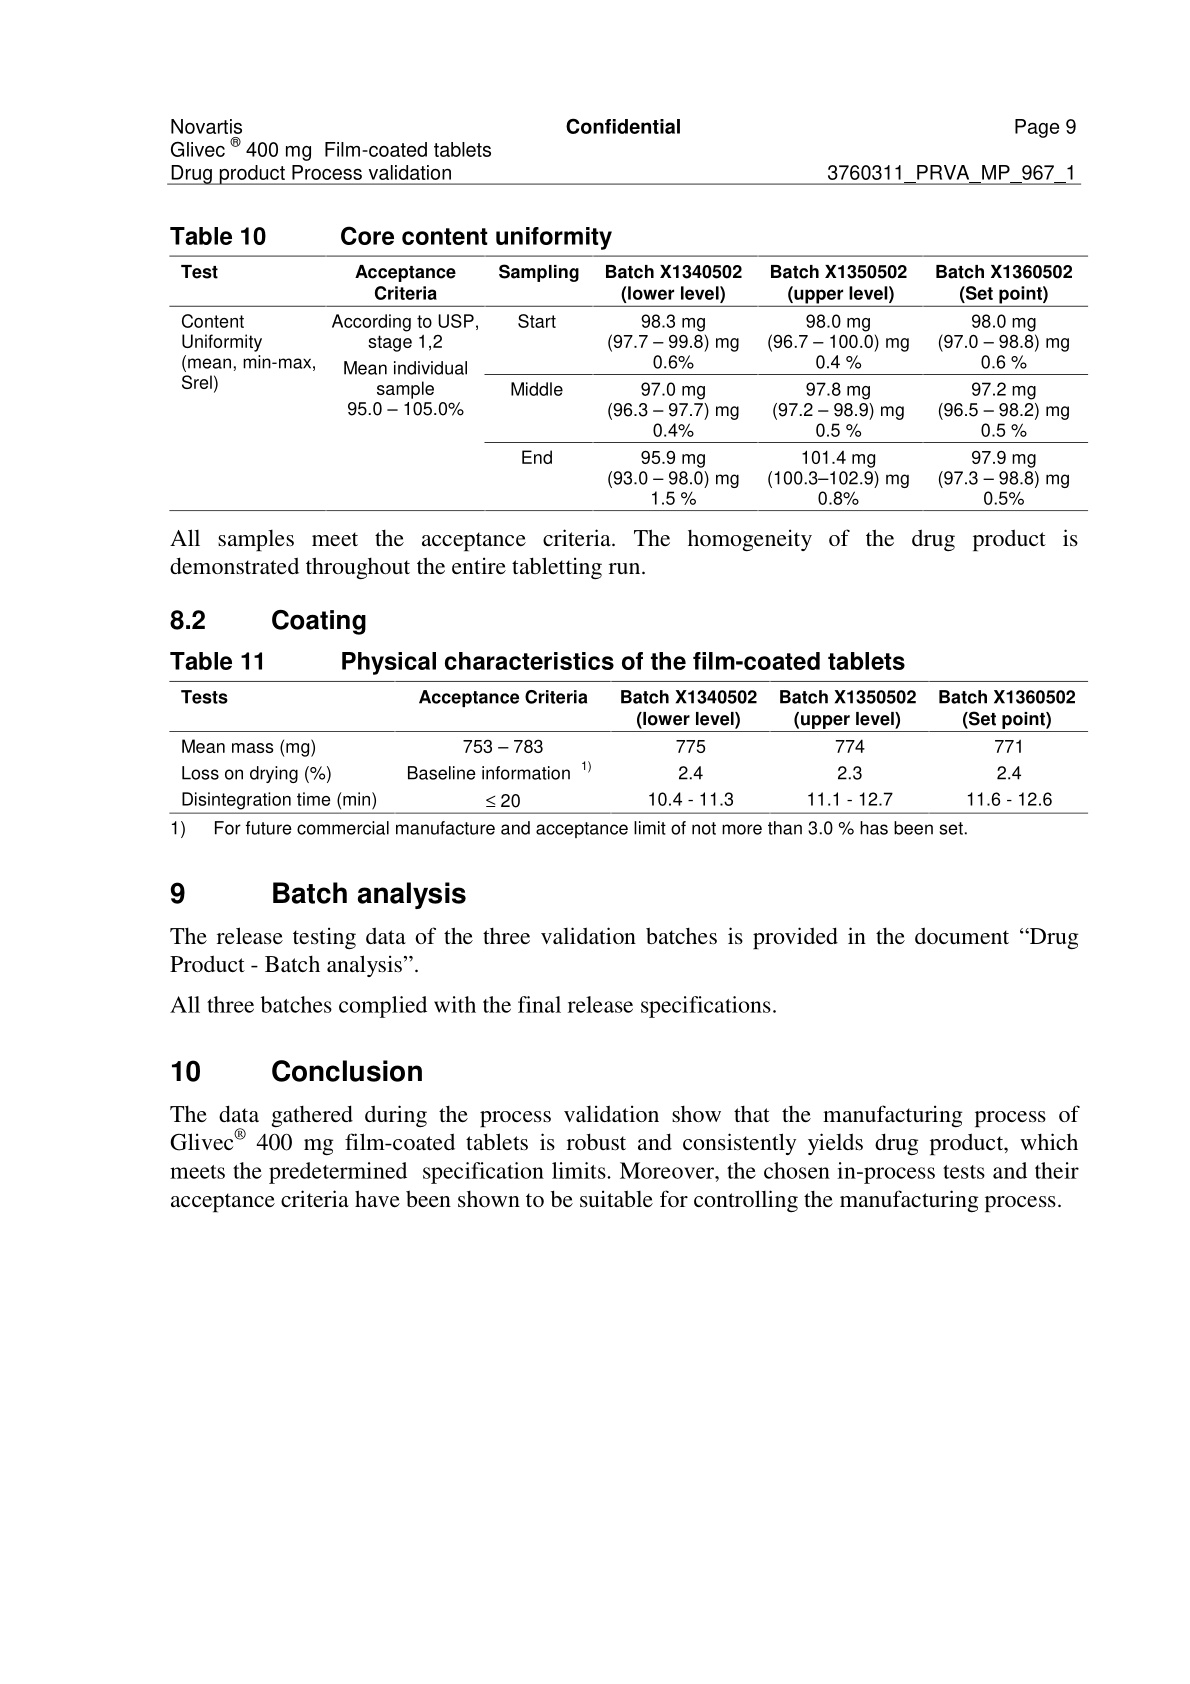 Novartis Confidential Page 9
Glivec ® 400 mg Film-coated tablets
Drug product Process validation 3760311_PRVA_MP_967_1
Table 10 Core content uniformity
Test Acceptance Sampling Batch X1340502 Batch X1350502 Batch X1360502
Criteria (lower level) (upper level) (Set point)
Content According to USP, Start 98.3 mg 98.0 mg 98.0 mg
Uniformity stage 1,2 (97.7 – 99.8) mg (96.7 – 100.0) mg (97.0 – 98.8) mg
(mean, min-max, Mean individual 0.6% 0.4 % 0.6 %
Srel) sample Middle 97.0 mg 97.8 mg 97.2 mg
95.0 – 105.0% (96.3 – 97.7) mg (97.2 – 98.9) mg (96.5 – 98.2) mg
0.4% 0.5 % 0.5 %
End 95.9 mg 101.4 mg 97.9 mg
(93.0 – 98.0) mg (100.3–102.9) mg (97.3 – 98.8) mg
1.5 % 0.8% 0.5%
All samples meet the acceptance criteria. The homogeneity of the drug product is
demonstrated throughout the entire tabletting run.
8.2 Coating
Table 11 Physical characteristics of the film-coated tablets
Tests Acceptance Criteria Batch X1340502 Batch X1350502 Batch X1360502
(lower level) (upper level) (Set point)
Mean mass (mg) 753 – 783 775 774 771
Loss on drying (%) Baseline information 1) 2.4 2.3 2.4
Disintegration time (min) ≤ 20 10.4 - 11.3 11.1 - 12.7 11.6 - 12.6
1) For future commercial manufacture and acceptance limit of not more than 3.0 % has been set.
9 Batch analysis
The release testing data of the three validation batches is provided in the document “Drug
Product - Batch analysis”.
All three batches complied with the final release specifications.
10 Conclusion
The data gathered during the process validation show that the manufacturing process of
Glivec® 400 mg film-coated tablets is robust and consistently yields drug product, which
meets the predetermined specification limits. Moreover, the chosen in-process tests and their
acceptance criteria have been shown to be suitable for controlling the manufacturing process.